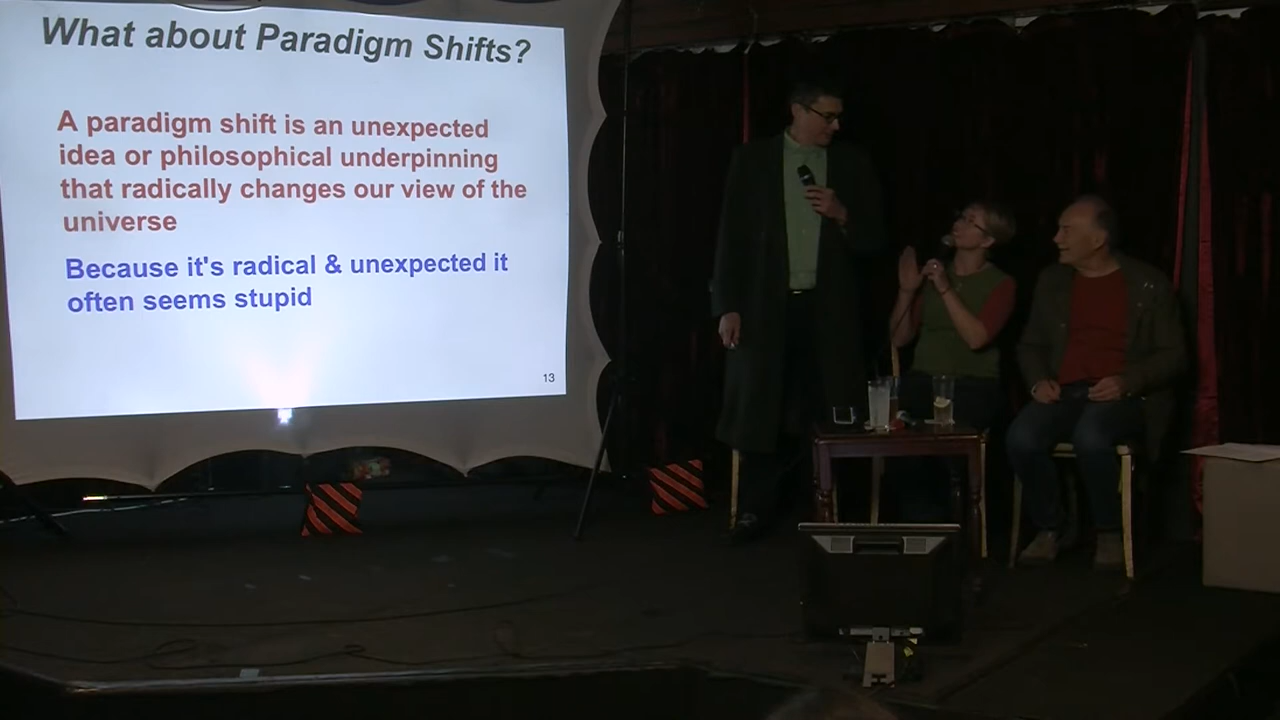 What about Paradigm Shifts?
A paradigm shift is an unexpected
idea or philosophical underpinning
that radically changes our view of the
universe
Because it's radical & unexpected it
often seems stupid
13